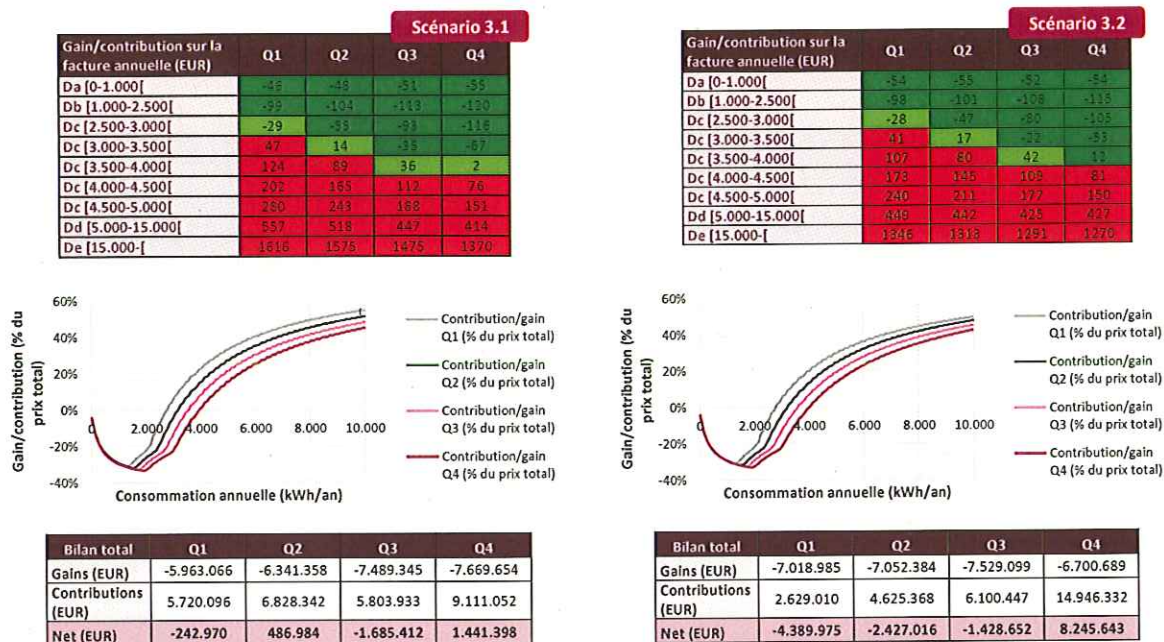 Scénario 3.1
Gain/contribution sur la facture annuelle (EUR) Q1 Q2 Q3 Q4
Da [0-1.000[ -55
Db [1.000-2.500[ -99 -104 -113 -130
Dc [2.500-3.000[ -29 -116
Dc [3.000-3.500[ 47 14 -67
Dc [3.500-4.000[ 124 89 36 2
Dc [4.000-4.500[ 202 165 112 76
Dc [4.500-5.000[ 280 243 188 151
Dd [5.000-15.000[ 557 518 447 414
De [15.000-[ 1616 1575 1475 1370
60%
40%
20%
0%
-20%
-40%
0 2.000 4.000 6.000 8.000 10.000
Gain/contribution (% du prix total)
Consommation annuelle (kWh/an)
Contribution/gain
Q1 (% du prix total)
Contribution/gain
Q2 (% du prix total)
Contribution/gain
Q3 (% du prix total)
Contribution/gain
Q4 (% du prix total)
Bilan total Q1 Q2 Q3 Q4
Gains (EUR) -5.963.066 -6.341.358 -7.489.345 -7.669.654
Contributions (EUR) 5.720.096 6.828.342 5.803.933 9.111.052
Net (EUR) -242.970 486.984 -1.685.412 1.441.398
Scénario 3.2
Gain/contribution sur la facture annuelle (EUR) Q1 Q2 Q3 Q4
Da [0-1.000[ -54 -55 -52 -54
Db [1.000-2.500[ -98 -101 -108 -115
Dc [2.500-3.000[ -28 -47 -80 -105
Dc [3.000-3.500[ 41 17 -22 -53
Dc [3.500-4.000[ 107 80 42 12
Dc [4.000-4.500[ 173 145 109 81
Dc [4.500-5.000[ 240 211 177 150
Dd [5.000-15.000[ 449 442 425 427
De [15.000-[ 1346 1318 1291 1270
60%
40%
20%
0%
-20%
-40%
0 2.000 4.000 6.000 8.000 10.000
Gain/contribution (% du prix total)
Consommation annuelle (kWh/an)
Contribution/gain
Q1 (% du prix total)
Contribution/gain
Q2 (% du prix total)
Contribution/gain
Q3 (% du prix total)
Contribution/gain
Q4 (% du prix total)
Bilan total Q1 Q2 Q3 Q4
Gains (EUR) -7.018.985 -7.052.384 -7.529.099 -6.700.689
Contributions (EUR) 2.629.010 4.625.368 6.100.447 14.946.332
Net (EUR) -4.389.975 -2.427.016 -1.428.652 8.245.643